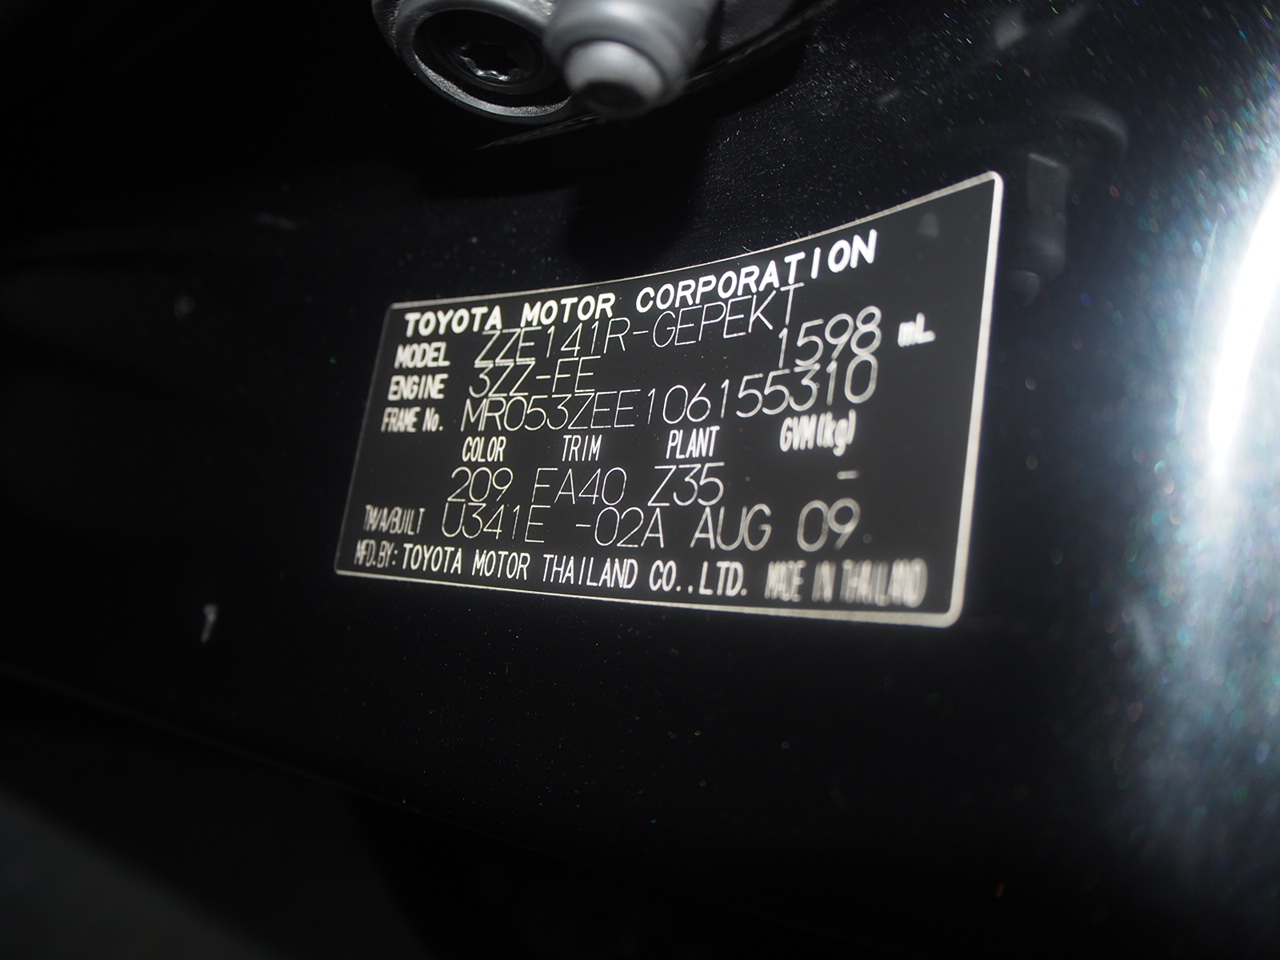 TOYOTA MOTOR CORPORATION
MODEL ZZE141R-GEPEKT
ENGINE 3ZZ-FE 1598 mL
FRAME No. MR053ZEE106155310
COLOR TRIM PLANT GVM(kg)
209 FA40 Z35 -
TM/A/BUILT U341E -02A AUG 09
MFD.BY: TOYOTA MOTOR THAILAND CO.,LTD. MADE IN THAILAND